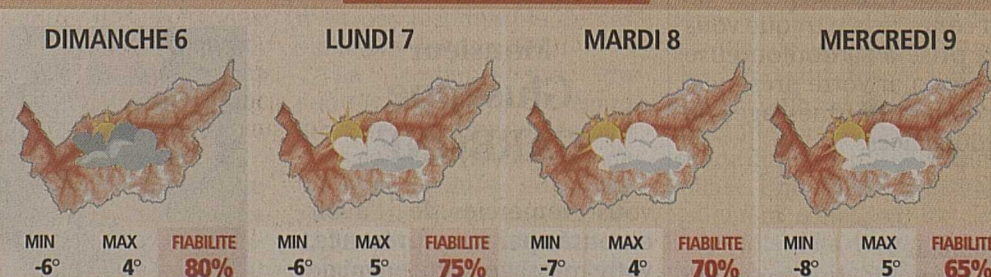 DIMANCHE 6
MIN MAX FIABILITE
-6° 4° 80%
LUNDI 7
MIN MAX FIABILITE
-6° 5° 75%
MARDI 8
MIN MAX FIABILITE
-7° 4° 70%
MERCREDI 9
MIN MAX FIABILITE
-8° 5° 65%